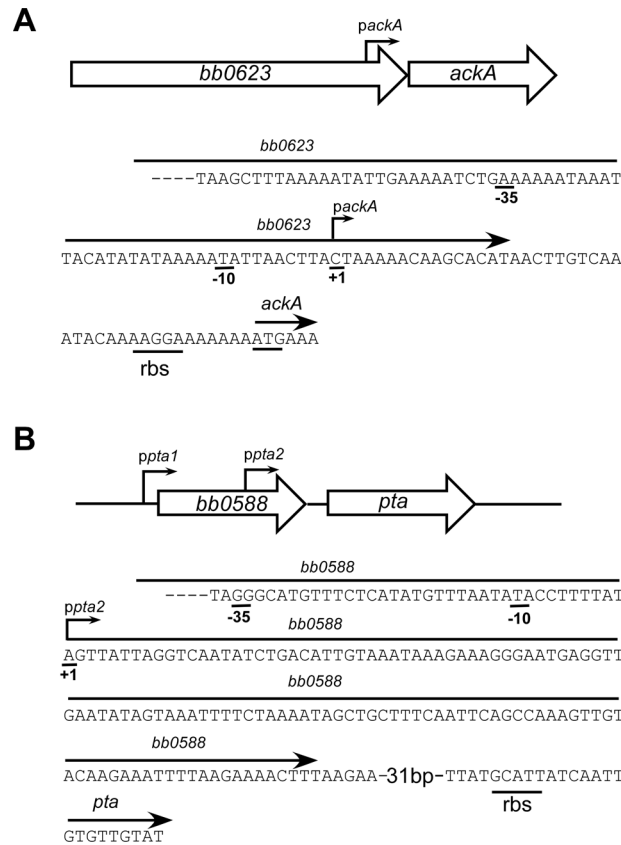 A
packA
bb0623 ackA
bb0623
----TAAGCTTTAAAAATATTGAAAAATCTGAAAAAATAAAT
-35
bb0623 packA
TACATATATAAAAATATTAACTTACTAAAAACAAGCACATAACTTGTCAA
-10 +1
ackA
ATACAAAAGGAAAAAAAATGAAA
rbs
B
ppta1 ppta2
bb0588 pta
bb0588
----TAGGGCATGTTTCTCATATGTTTAATATACCTTTTAT
ppta2 -35 -10
bb0588
AGTTATTAGGTCAATATCTGACATTGTAAATAAAGAAAGGGAATGAGGTT
+1
bb0588
GAATATAGTAAATTTTCTAAAATAGCTGCTTTCAATTCAGCCAAAGTTGT
bb0588
ACAAGAAATTTTAAGAAAACTTTAAGAA-31bp-TTATGCATTATCAATT
rbs
pta
GTGTTGTAT